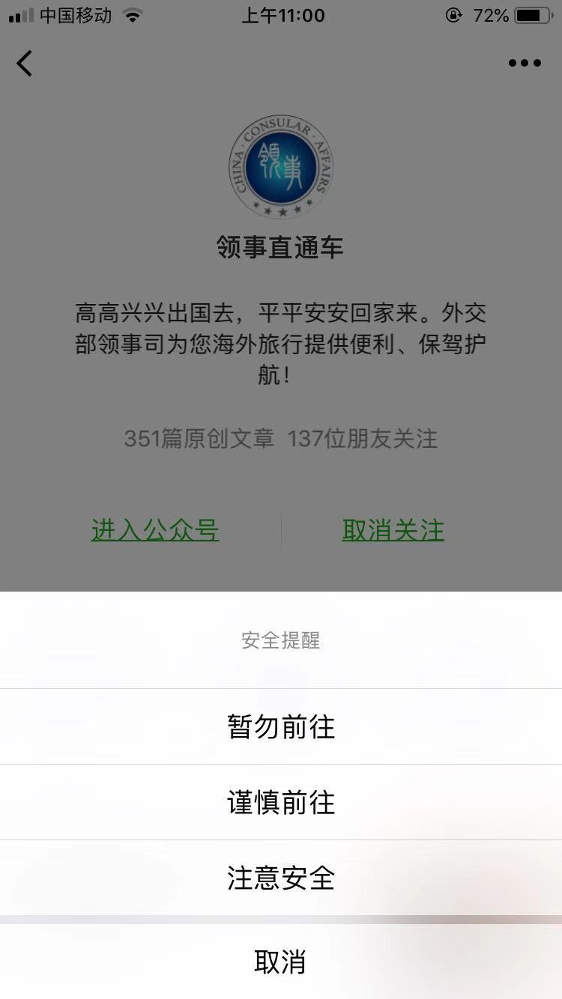 中国移动
上午11:00
72%
CHINA · CONSULAR · AFFAIRS
领事
领事直通车
高高兴兴出国去，平平安安回家来。外交
部领事司为您海外旅行提供便利、保驾护
航！
351篇原创文章 137位朋友关注
进入公众号
取消关注
安全提醒
暂勿前往
谨慎前往
注意安全
取消